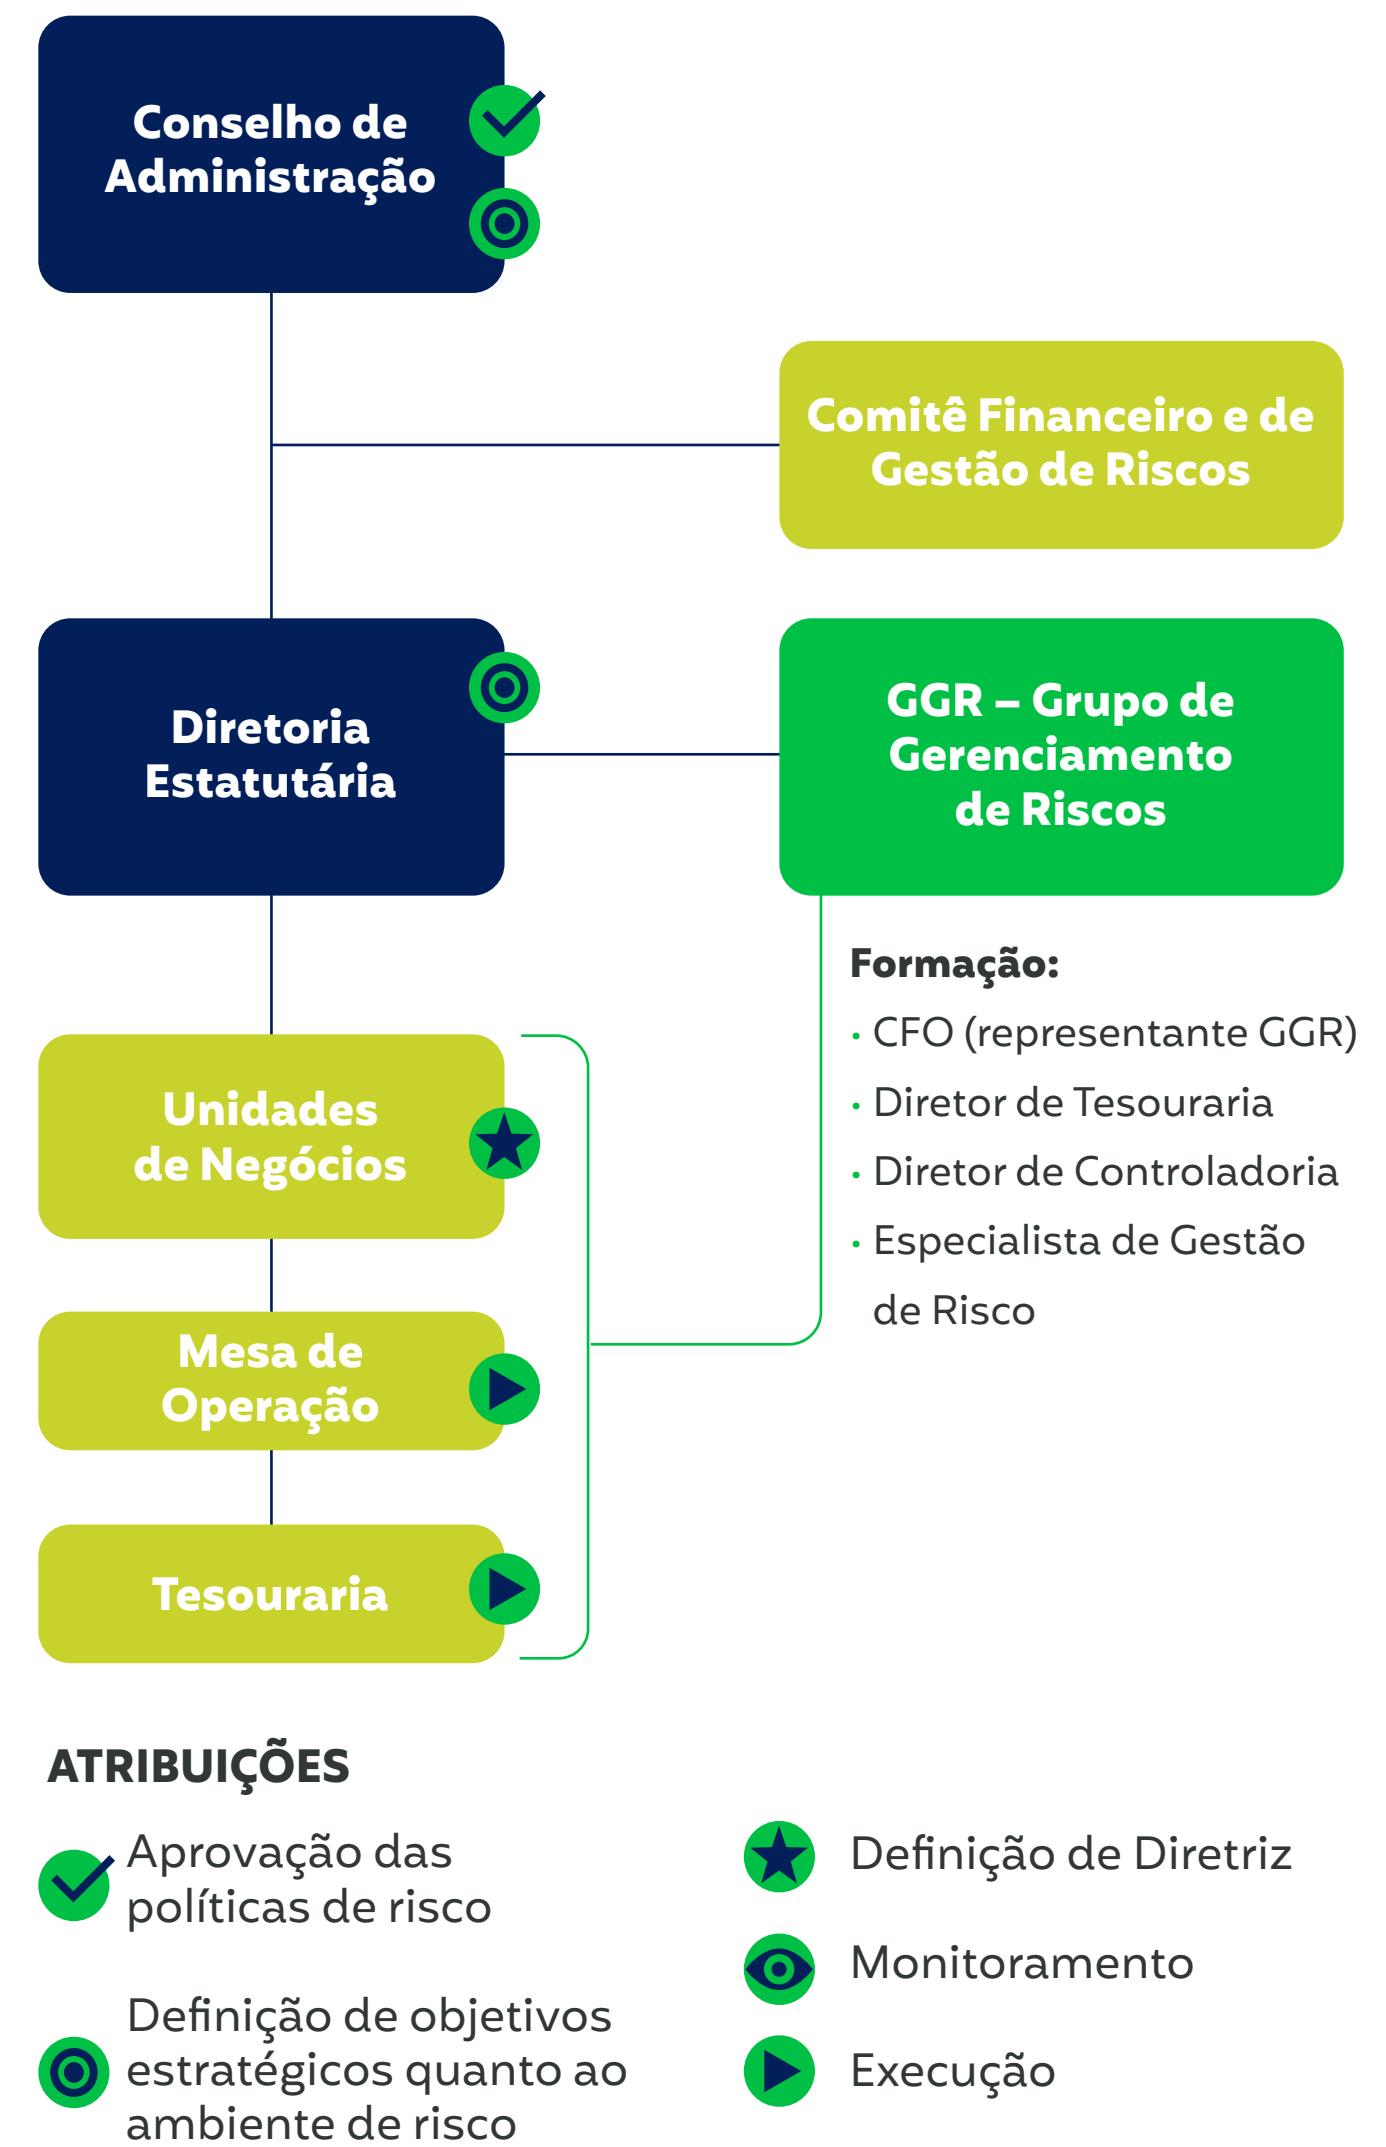 Conselho de
Administração
Comitê Financeiro e de
Gestão de Riscos
Diretoria
Estatutária
GGR – Grupo de
Gerenciamento
de Riscos
Formação:
• CFO (representante GGR)
• Diretor de Tesouraria
• Diretor de Controladoria
• Especialista de Gestão
de Risco
Unidades
de Negócios
Mesa de
Operação
Tesouraria
ATRIBUIÇÕES
Aprovação das
políticas de risco
Definição de objetivos
estratégicos quanto ao
ambiente de risco
Definição de Diretriz
Monitoramento
Execução